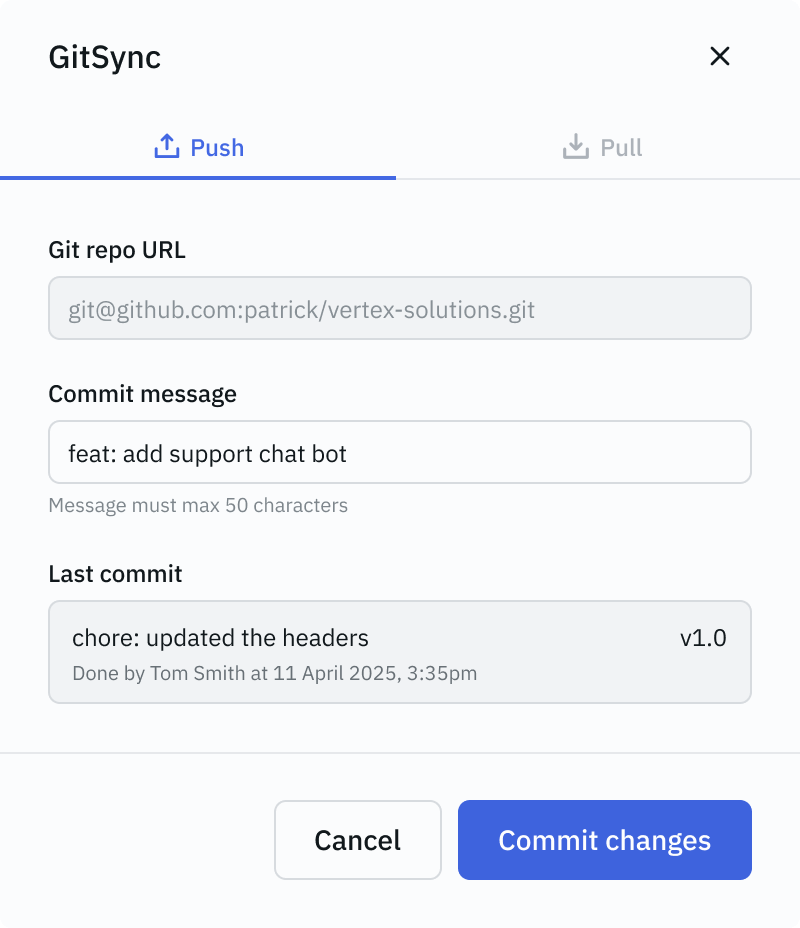 GitSync
Push
Pull
Git repo URL
git@github.com:patrick/vertex-solutions.git
Commit message
feat: add support chat bot
Message must max 50 characters
Last commit
chore: updated the headers
v1.0
Done by Tom Smith at 11 April 2025, 3:35pm
Cancel
Commit changes